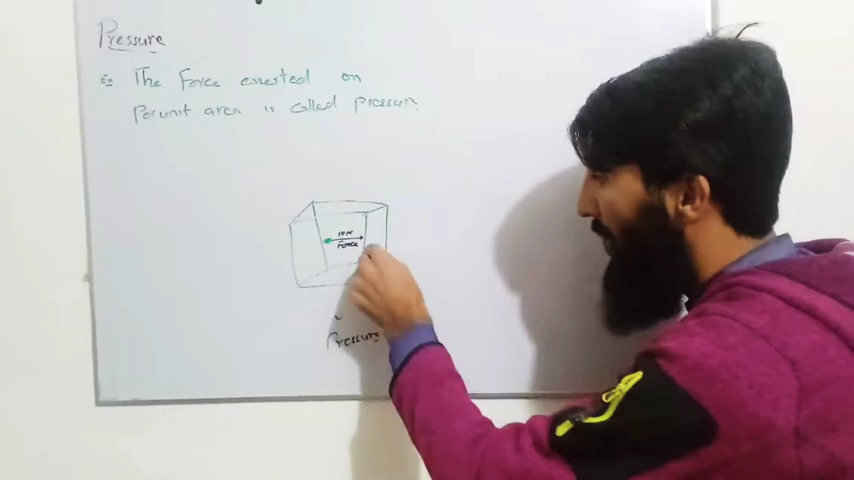 Pressure
Ex The Force exerted on
Per unit area is called pressure
10N
Force
Pressure